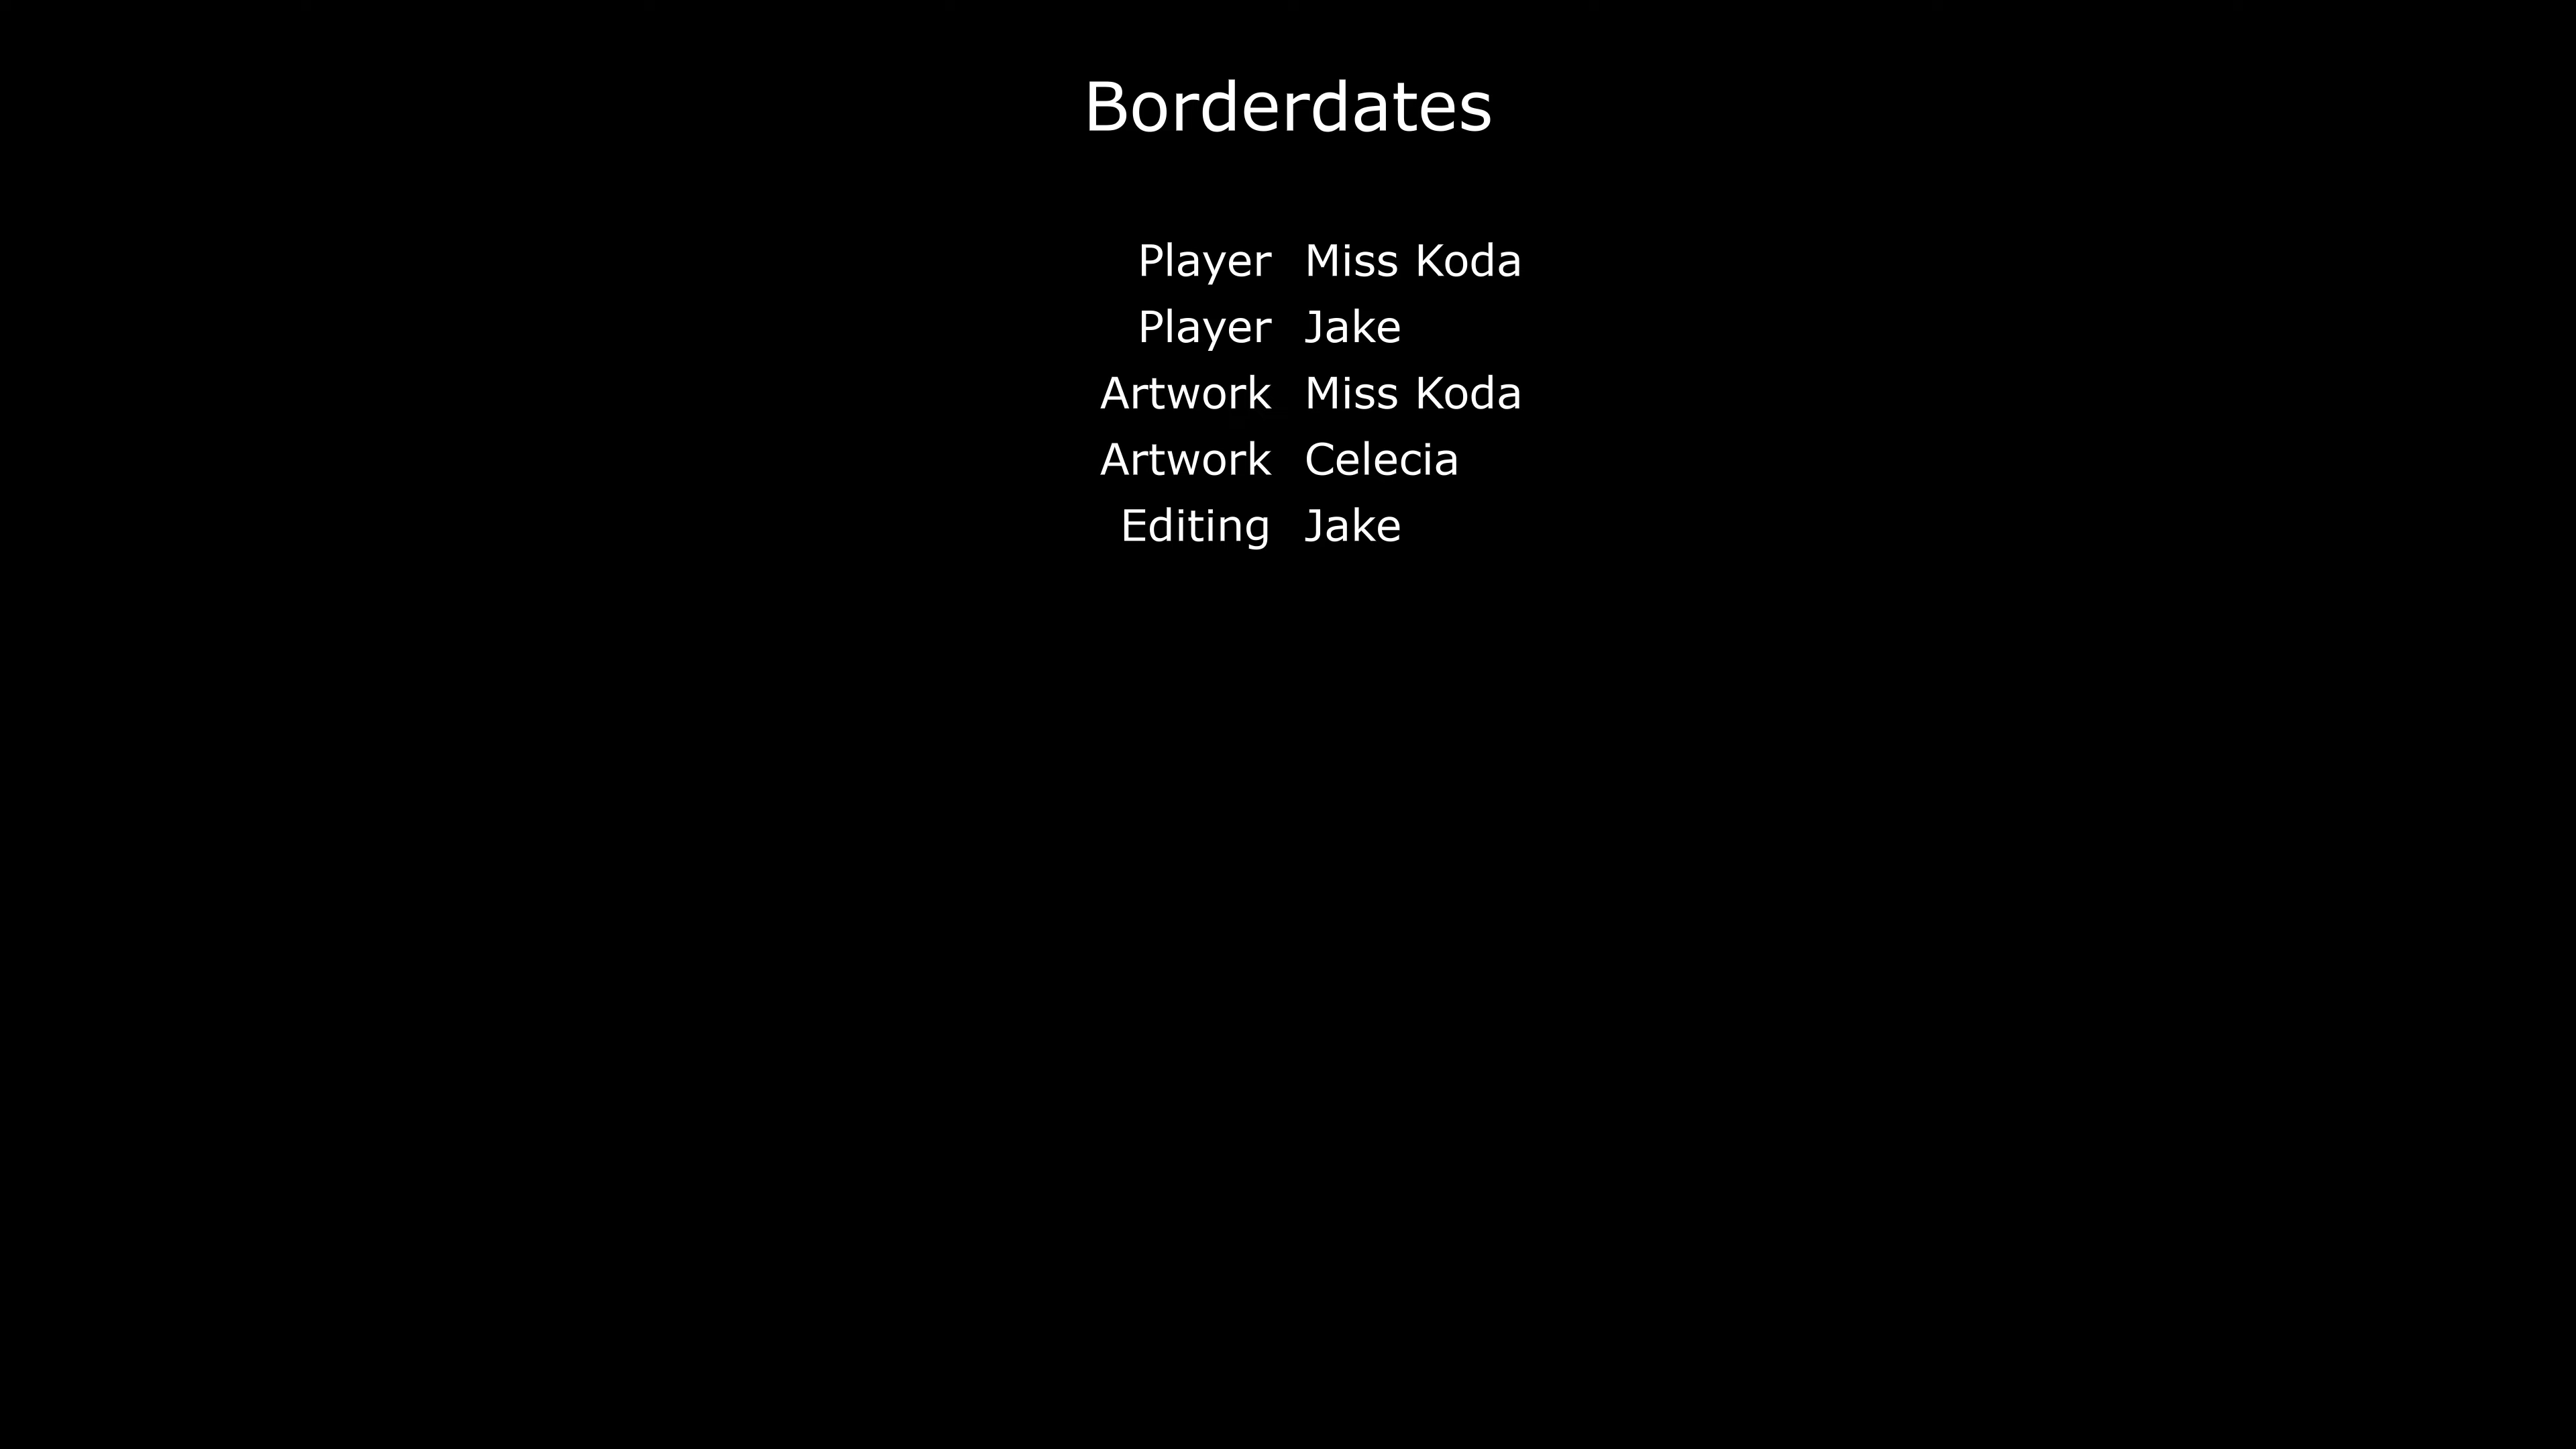 Borderdates
Player Miss Koda
Player Jake
Artwork Miss Koda
Artwork Celecia
Editing Jake